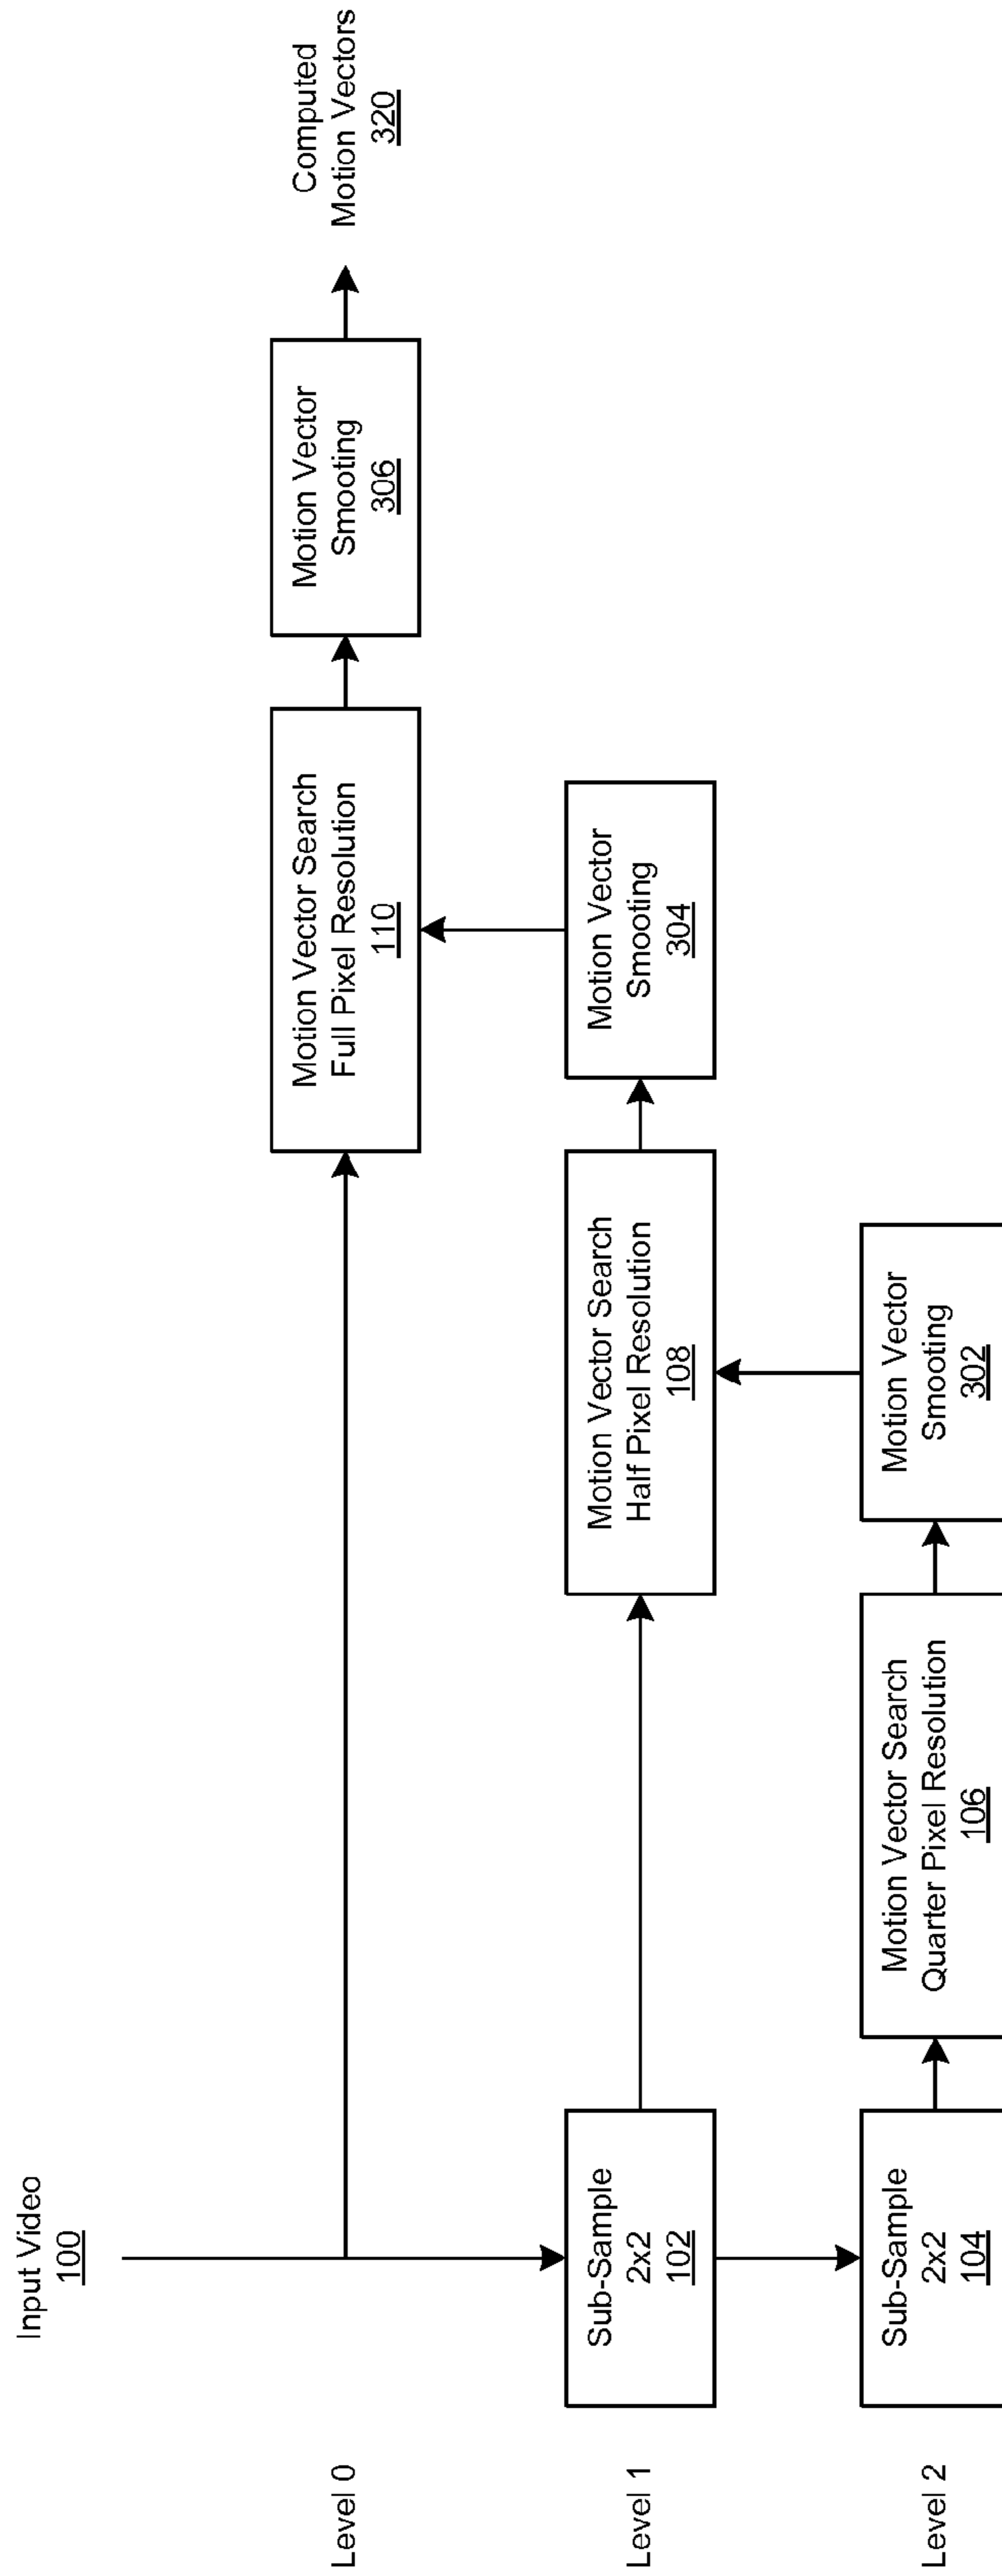 Input Video
100
Level 0
Motion Vector Search
Full Pixel Resolution
110
Motion Vector
Smooting
306
Computed
Motion Vectors
320
Level 1
Sub-Sample
2x2
102
Motion Vector Search
Half Pixel Resolution
108
Motion Vector
Smooting
304
Level 2
Sub-Sample
2x2
104
Motion Vector Search
Quarter Pixel Resolution
106
Motion Vector
Smooting
302